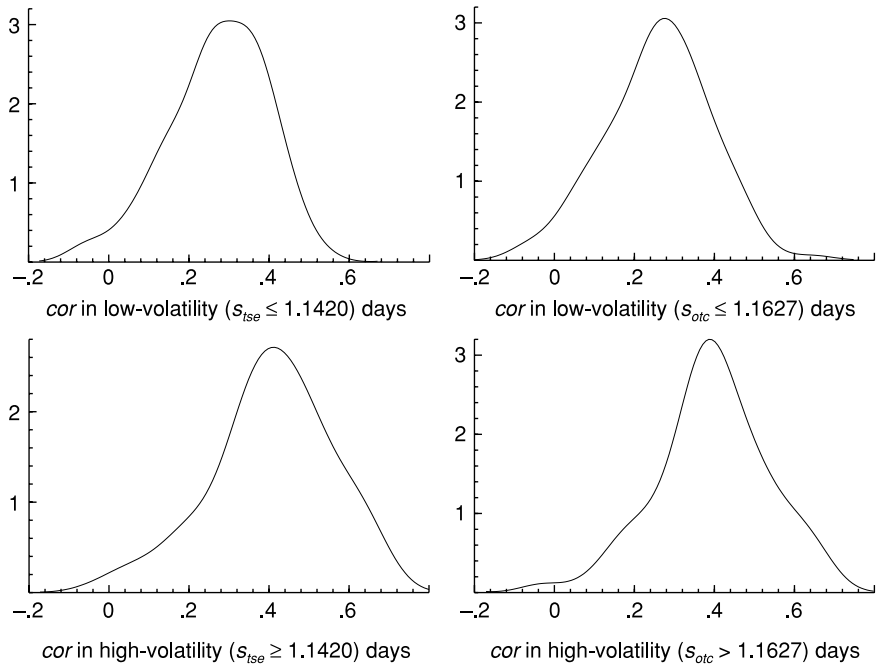 3
2
1
−.2 0 .2 .4 .6
cor in low-volatility (stse ≤ 1.1420) days
3
2
1
−.2 0 .2 .4 .6
cor in low-volatility (sotc ≤ 1.1627) days
2
1
−.2 0 .2 .4 .6
cor in high-volatility (stse ≥ 1.1420) days
3
2
1
−.2 0 .2 .4 .6
cor in high-volatility (sotc > 1.1627) days